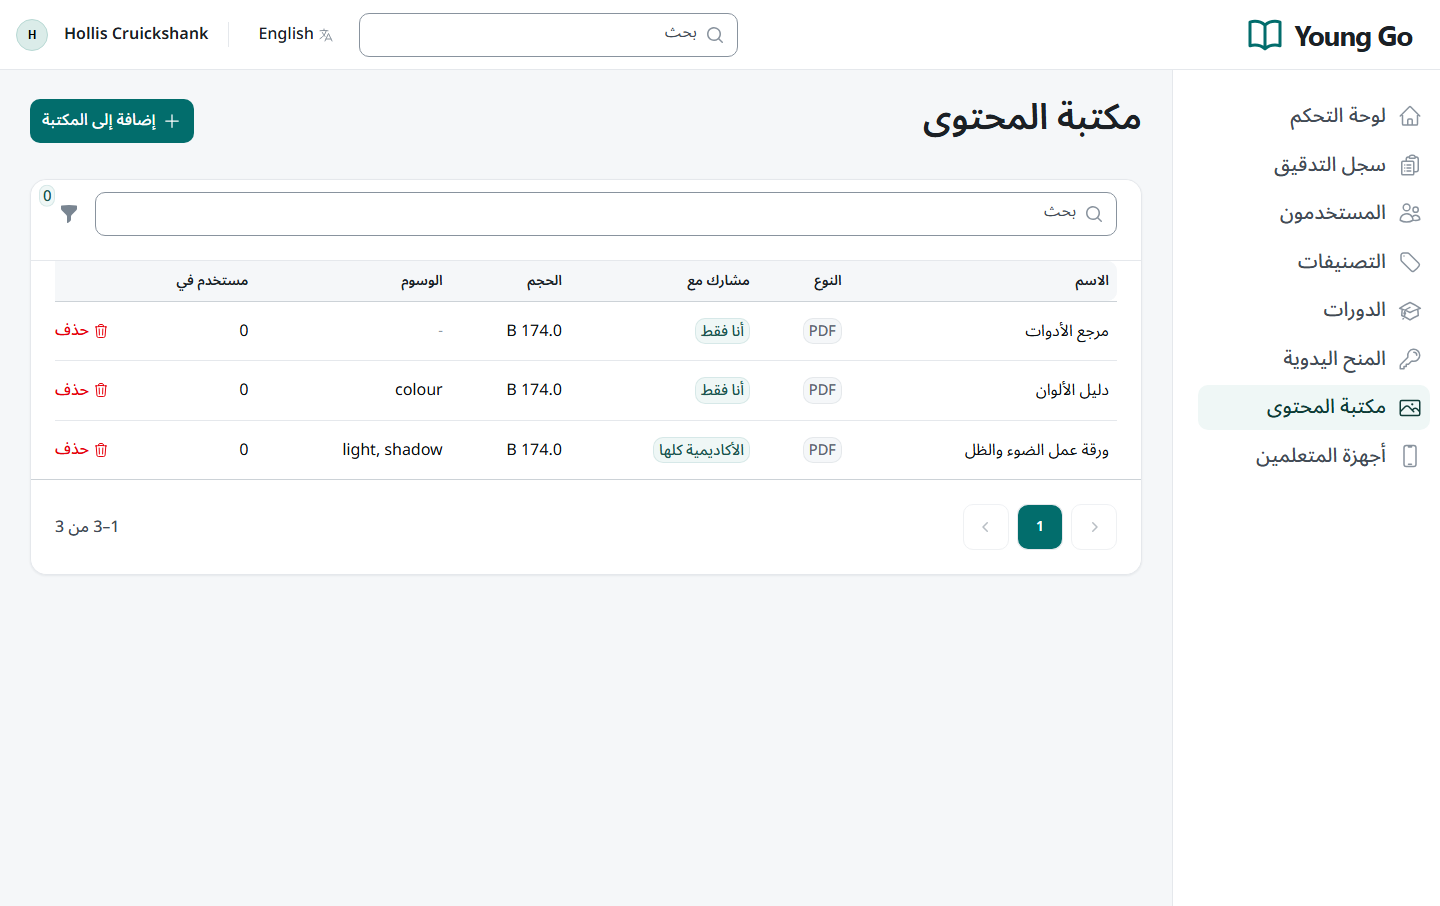 Young Go
بحث
English
Hollis Cruickshank
H
لوحة التحكم
سجل التدقيق
المستخدمون
التصنيفات
الدورات
المنح اليدوية
مكتبة المحتوى
أجهزة المتعلمين
مكتبة المحتوى
إضافة إلى المكتبة
بحث
0
الاسم النوع مشارك مع الحجم الوسوم مستخدم في
مرجع الأدوات PDF أنا فقط 174.0 B - 0 حذف
دليل الألوان PDF أنا فقط 174.0 B colour 0 حذف
ورقة عمل الضوء والظل PDF الأكاديمية كلها 174.0 B light, shadow 0 حذف
1
1–3 من 3